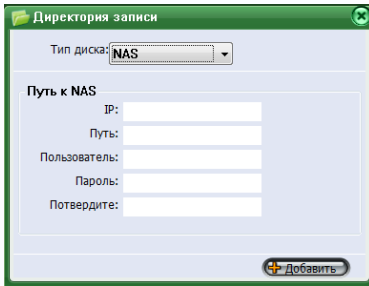 Директория записи
Тип диска: NAS
Путь к NAS
IP:
Путь:
Пользователь:
Пароль:
Потвердите:
Добавить